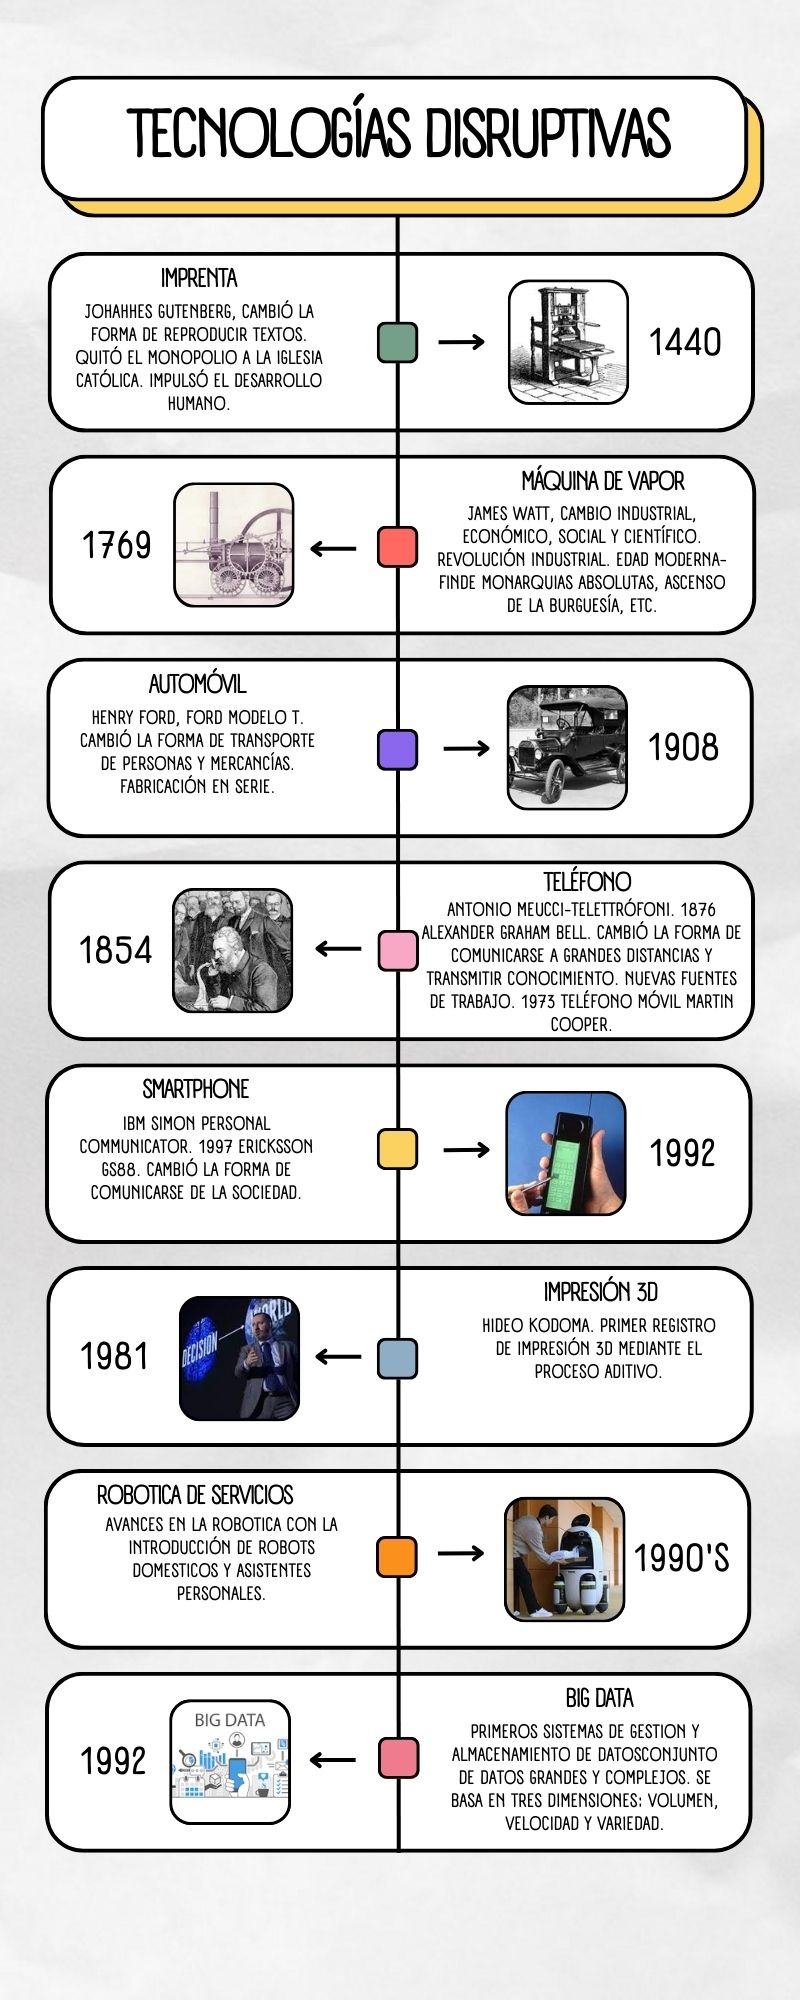 TECNOLOGÍAS DISRUPTIVAS
IMPRENTA
JOHAHHES GUTENBERG, CAMBIÓ LA
FORMA DE REPRODUCIR TEXTOS.
QUITÓ EL MONOPOLIO A LA IGLESIA
CATÓLICA. IMPULSÓ EL DESARROLLO
HUMANO.
1440
MÁQUINA DE VAPOR
JAMES WATT, CAMBIO INDUSTRIAL,
ECONÓMICO, SOCIAL Y CIENTÍFICO.
REVOLUCIÓN INDUSTRIAL. EDAD MODERNA-
FINDE MONARQUIAS ABSOLUTAS, ASCENSO
DE LA BURGUESÍA, ETC.
1769
AUTOMÓVIL
HENRY FORD, FORD MODELO T.
CAMBIÓ LA FORMA DE TRANSPORTE
DE PERSONAS Y MERCANCÍAS.
FABRICACIÓN EN SERIE.
1908
TELÉFONO
ANTONIO MEUCCI-TELETTRÓFONI. 1876
ALEXANDER GRAHAM BELL. CAMBIÓ LA FORMA DE
COMUNICARSE A GRANDES DISTANCIAS Y
TRANSMITIR CONOCIMIENTO. NUEVAS FUENTES
DE TRABAJO. 1973 TELÉFONO MÓVIL MARTIN
COOPER.
1854
SMARTPHONE
IBM SIMON PERSONAL
COMMUNICATOR. 1997 ERICKSSON
GS88. CAMBIÓ LA FORMA DE
COMUNICARSE DE LA SOCIEDAD.
1992
IMPRESIÓN 3D
HIDEO KODOMA. PRIMER REGISTRO
DE IMPRESIÓN 3D MEDIANTE EL
PROCESO ADITIVO.
1981
DECISION
WORLD
ROBOTICA DE SERVICIOS
AVANCES EN LA ROBOTICA CON LA
INTRODUCCIÓN DE ROBOTS
DOMESTICOS Y ASISTENTES
PERSONALES.
1990'S
BIG DATA
PRIMEROS SISTEMAS DE GESTION Y
ALMACENAMIENTO DE DATOSCONJUNTO
DE DATOS GRANDES Y COMPLEJOS. SE
BASA EN TRES DIMENSIONES: VOLUMEN,
VELOCIDAD Y VARIEDAD.
1992
BIG DATA